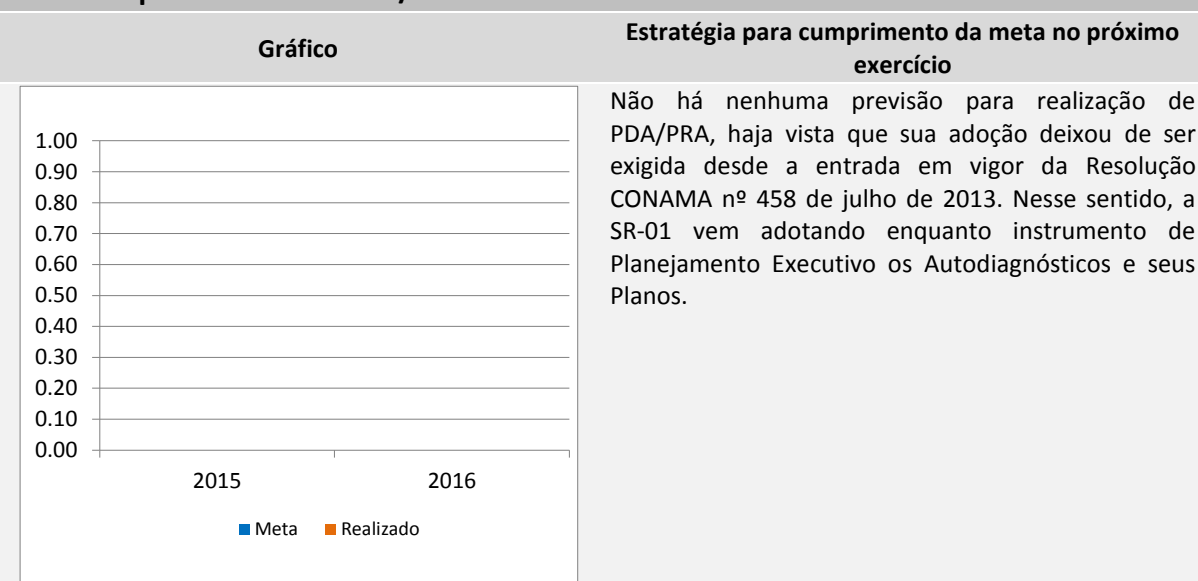 Gráfico
Estratégia para cumprimento da meta no próximo
exercício
1.00
0.90
0.80
0.70
0.60
0.50
0.40
0.30
0.20
0.10
0.00
2015 2016
Meta Realizado
Não há nenhuma previsão para realização de
PDA/PRA, haja vista que sua adoção deixou de ser
exigida desde a entrada em vigor da Resolução
CONAMA nº 458 de julho de 2013. Nesse sentido, a
SR-01 vem adotando enquanto instrumento de
Planejamento Executivo os Autodiagnósticos e seus
Planos.